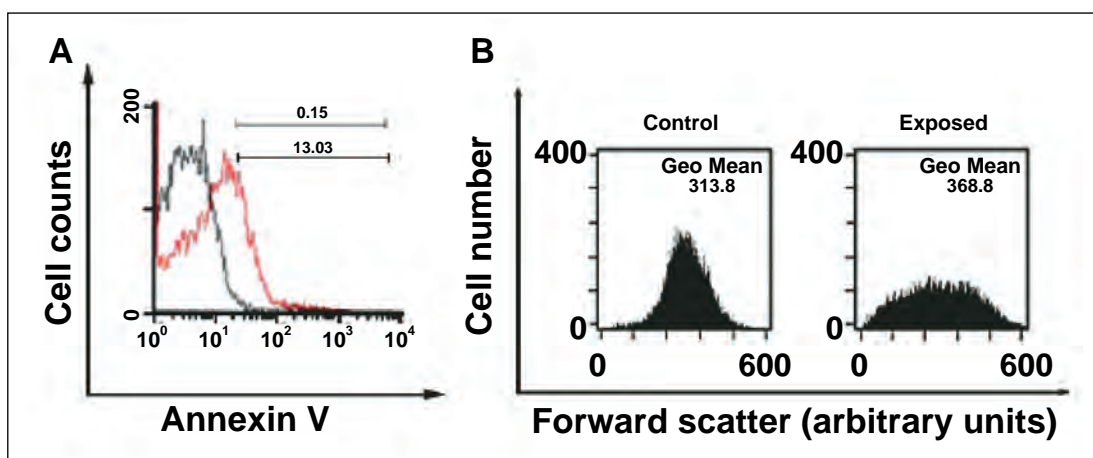 A
Cell counts
200
0
0.15
13.03
10^0 10^1 10^2 10^3 10^4
Annexin V
B
Cell number
Control
400
Geo Mean
313.8
0
0 600
Exposed
400
Geo Mean
368.8
0
0 600
Forward scatter (arbitrary units)